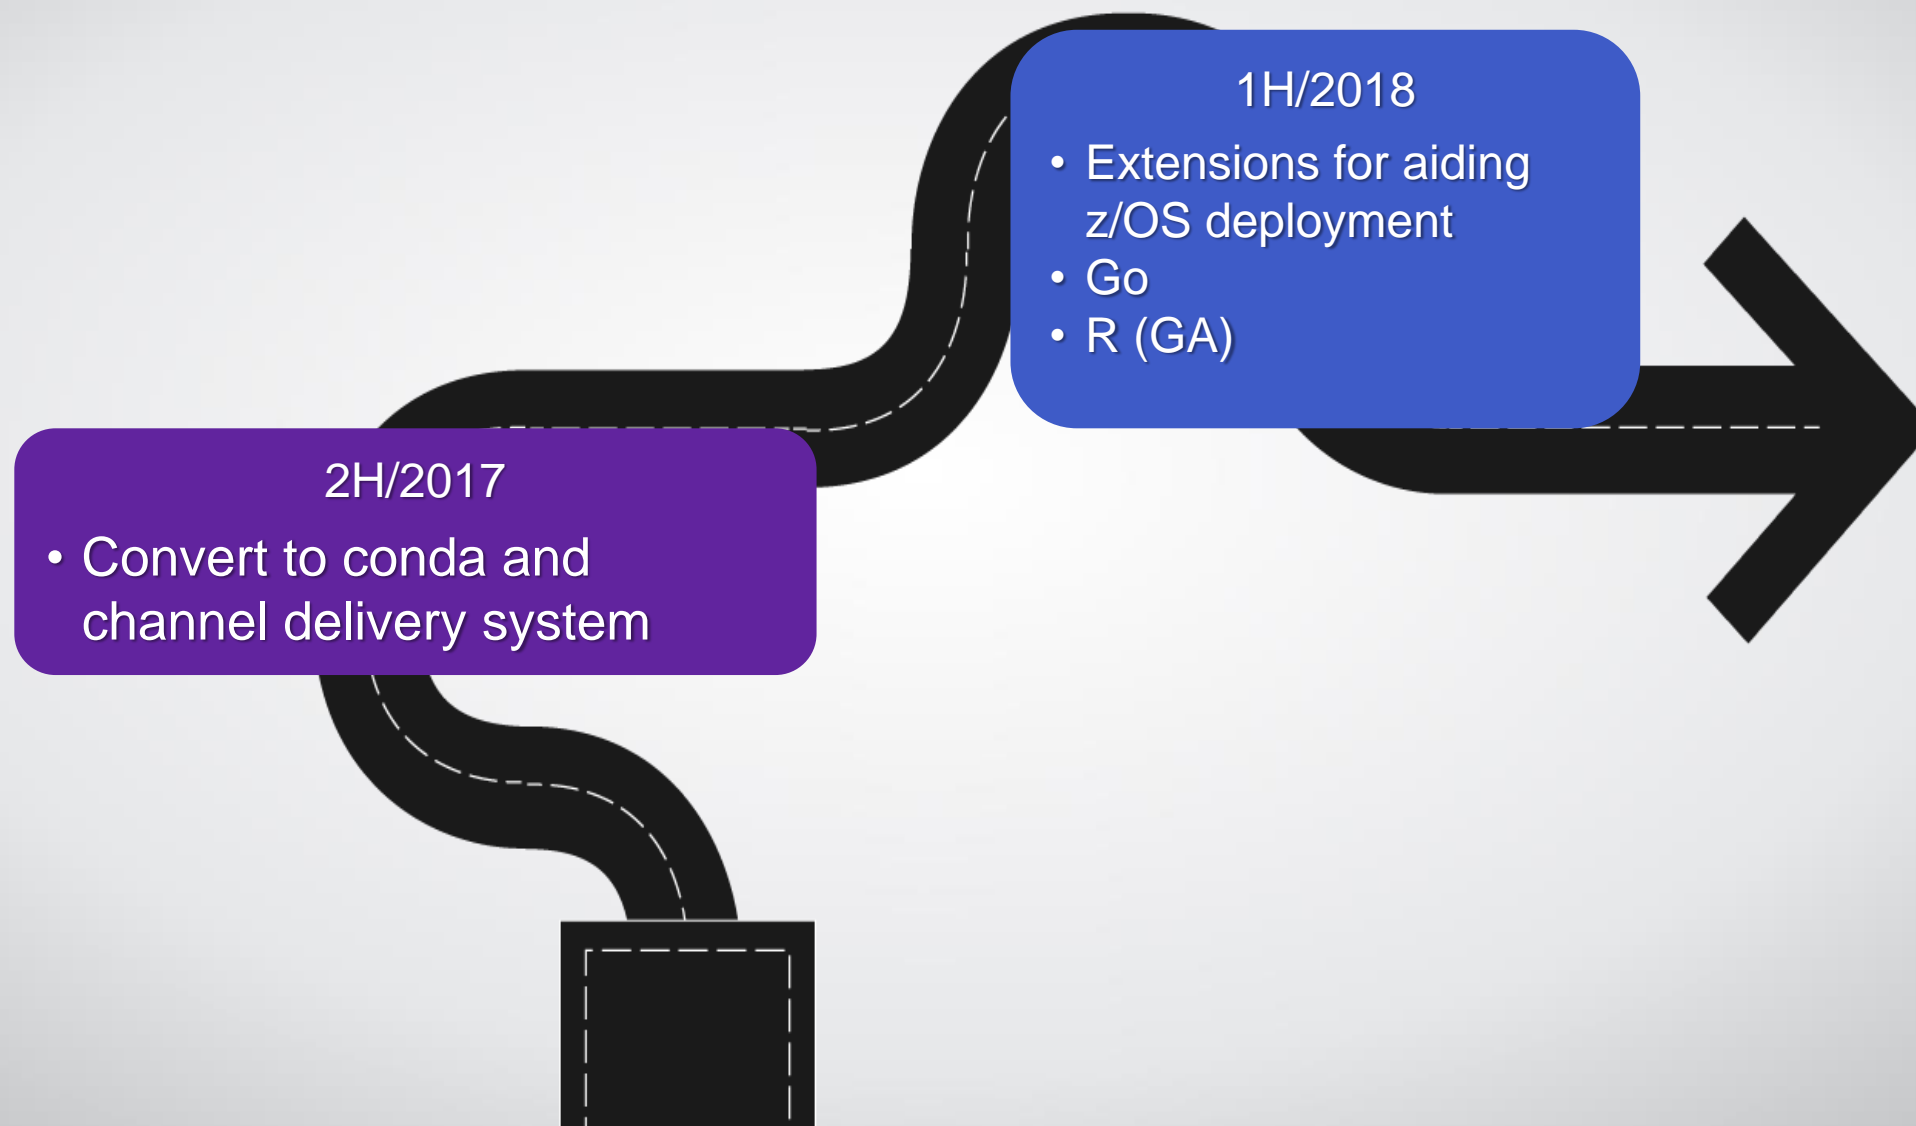 1H/2018
• Extensions for aiding
z/OS deployment
• Go
• R (GA)
2H/2017
• Convert to conda and
channel delivery system